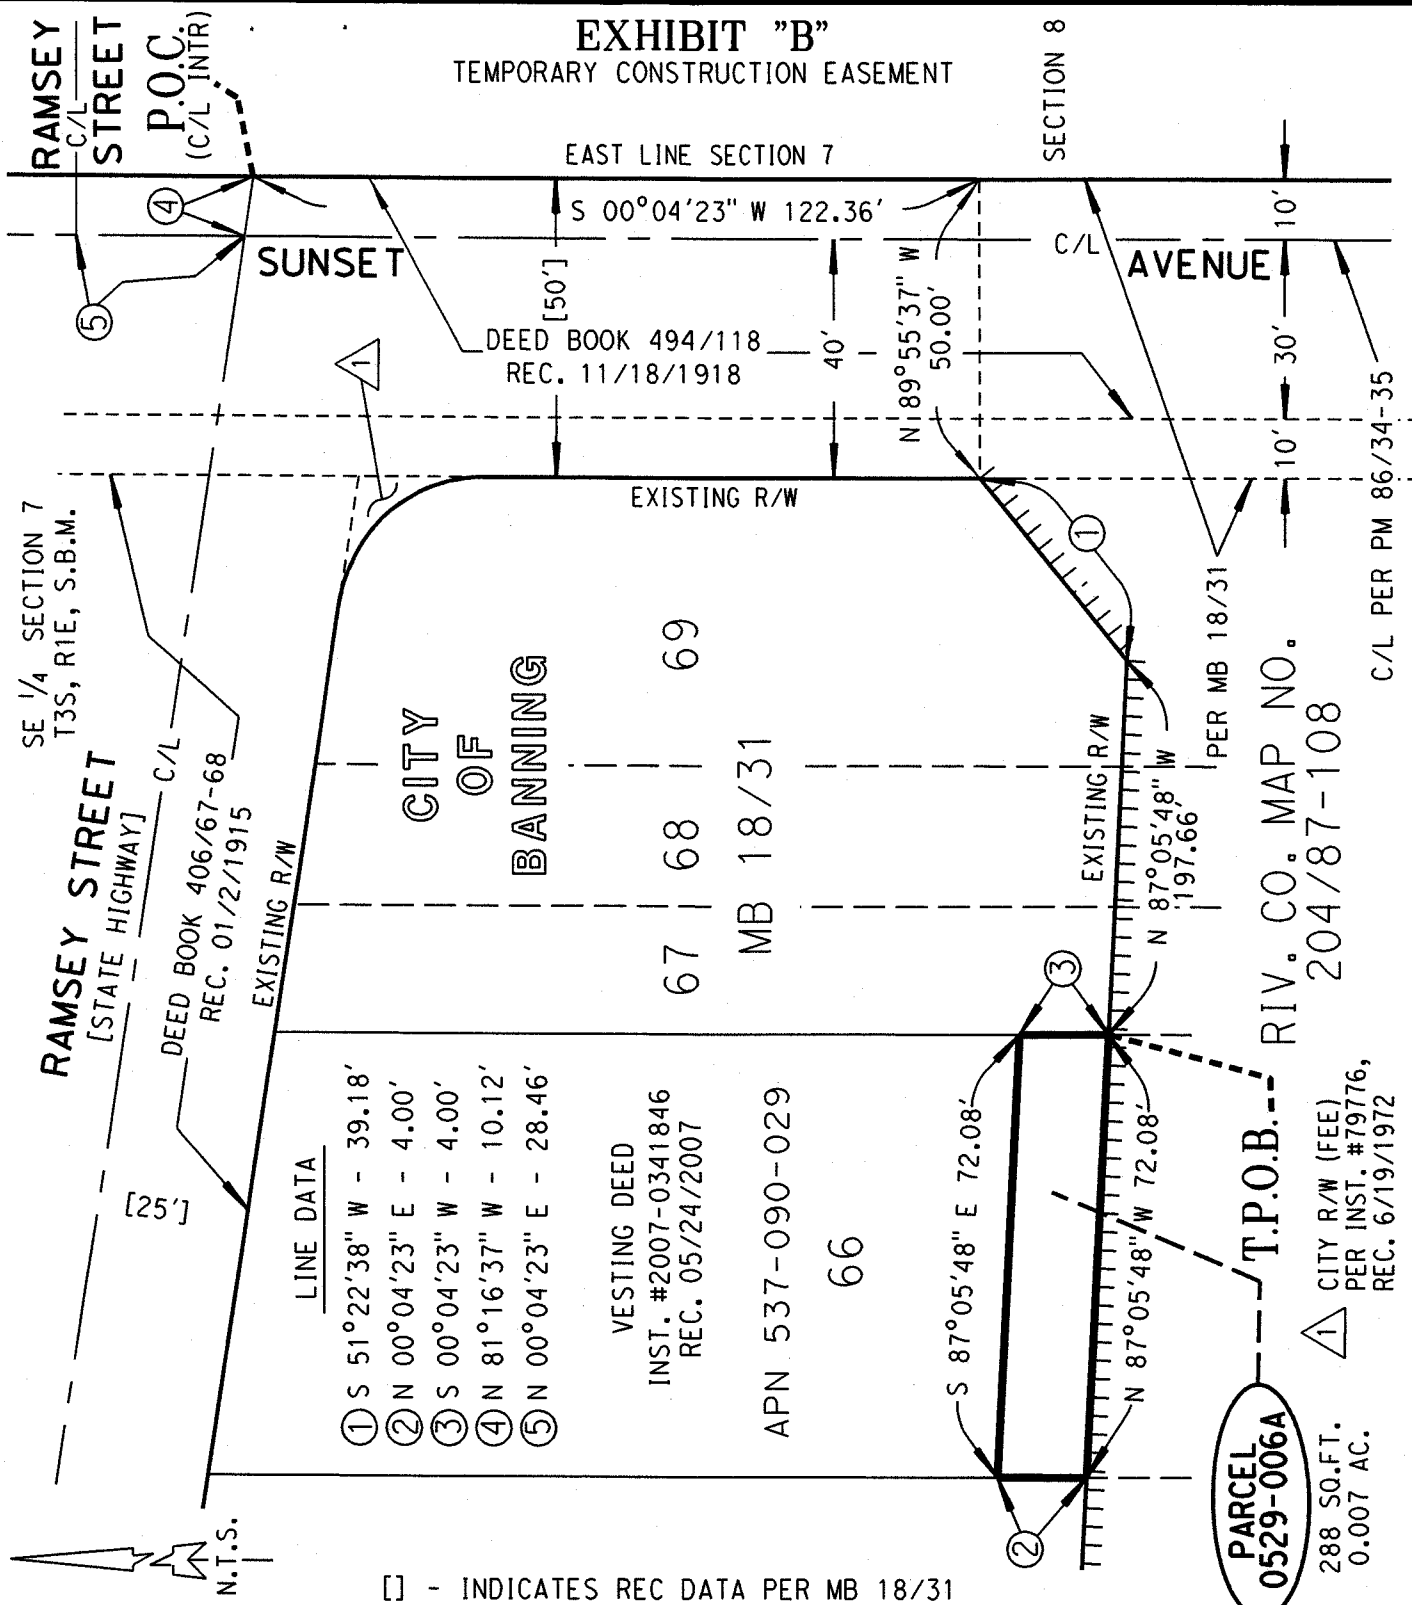 EXHIBIT "B"
TEMPORARY CONSTRUCTION EASEMENT
RAMSEY
C/L
STREET
P.O.C.
(C/L INTR)
SECTION 8
EAST LINE SECTION 7
S 00°04'23" W 122.36'
4
5
SUNSET
C/L
AVENUE
10'
[50']
DEED BOOK 494/118
REC. 11/18/1918
40'
N 89°55'37" W
50.00'
30'
10'
1
EXISTING R/W
1
PER MB 18/31
C/L PER PM 86/34-35
SE 1/4 SECTION 7
T3S, R1E, S.B.M.
RAMSEY STREET
[STATE HIGHWAY]
C/L
DEED BOOK 406/67-68
REC. 01/2/1915
EXISTING R/W
[25']
CITY
OF
BANNING
67 68 69
MB 18/31
EXISTING R/W
N 87°05'48" W
197.66'
RIV. CO. MAP NO.
204/87-108
3
LINE DATA
1 S 51°22'38" W - 39.18'
2 N 00°04'23" E - 4.00'
3 S 00°04'23" W - 4.00'
4 N 81°16'37" W - 10.12'
5 N 00°04'23" E - 28.46'
VESTING DEED
INST. #2007-0341846
REC. 05/24/2007
APN 537-090-029
66
S 87°05'48" E 72.08'
N 87°05'48" W 72.08'
T.P.O.B.
2
1 CITY R/W (FEE)
PER INST. #79776,
REC. 6/19/1972
PARCEL
0529-006A
288 SQ.FT.
0.007 AC.
N.T.S.
[] - INDICATES REC DATA PER MB 18/31